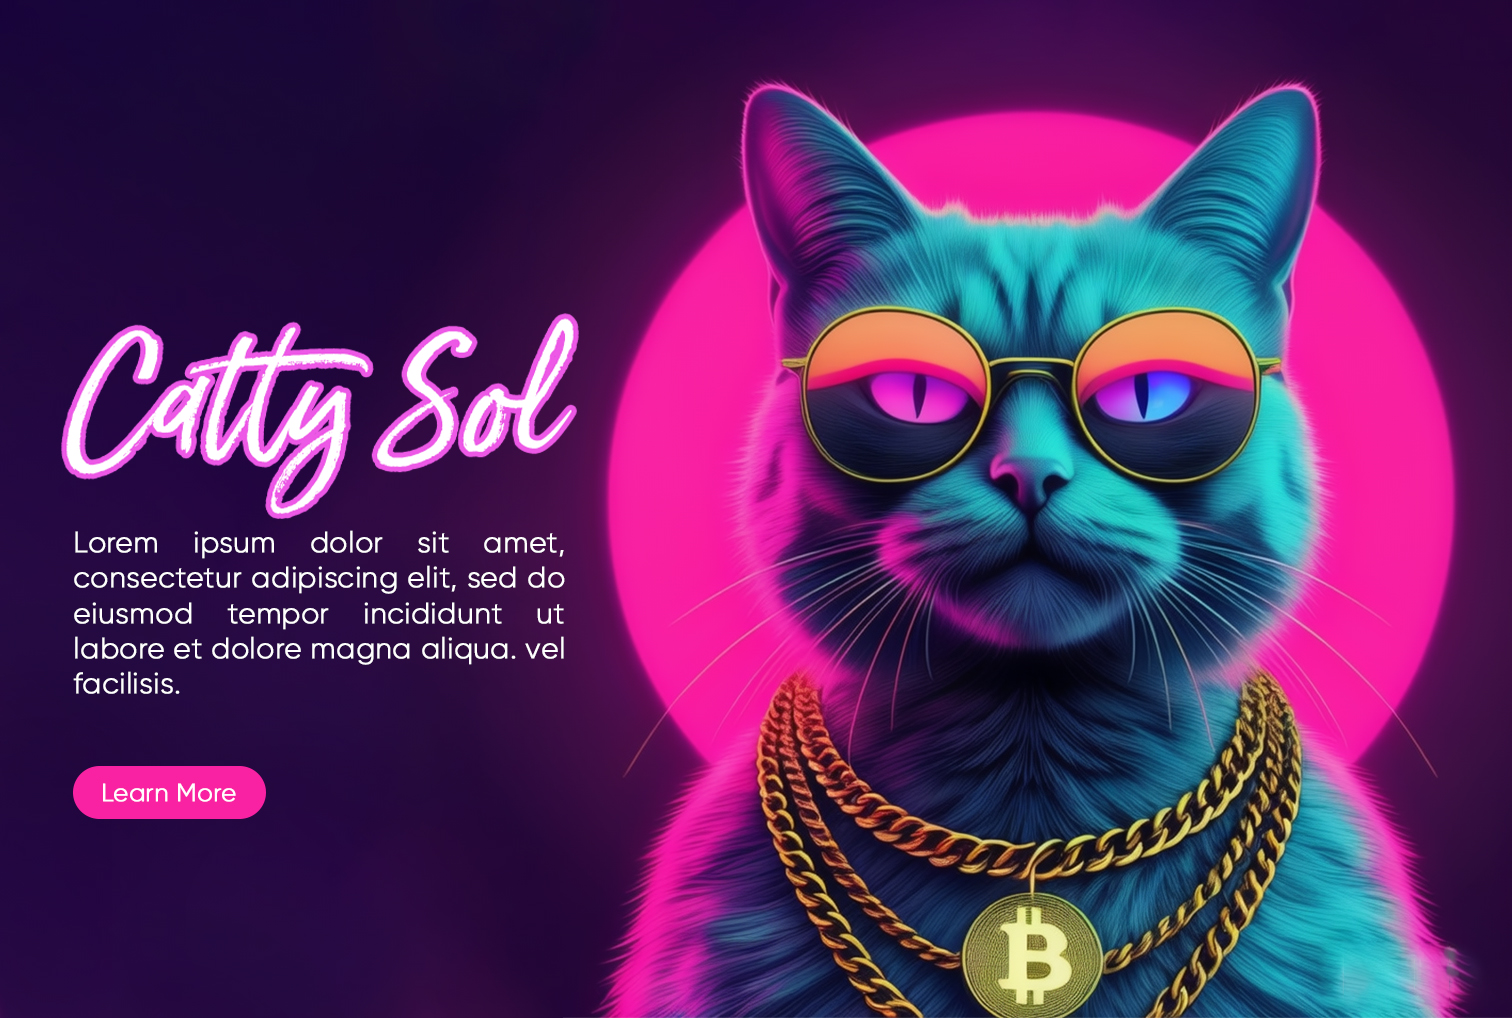 Catty Sol
Lorem ipsum dolor sit amet,
consectetur adipiscing elit, sed do
eiusmod tempor incididunt ut
labore et dolore magna aliqua. vel
facilisis.
Learn More